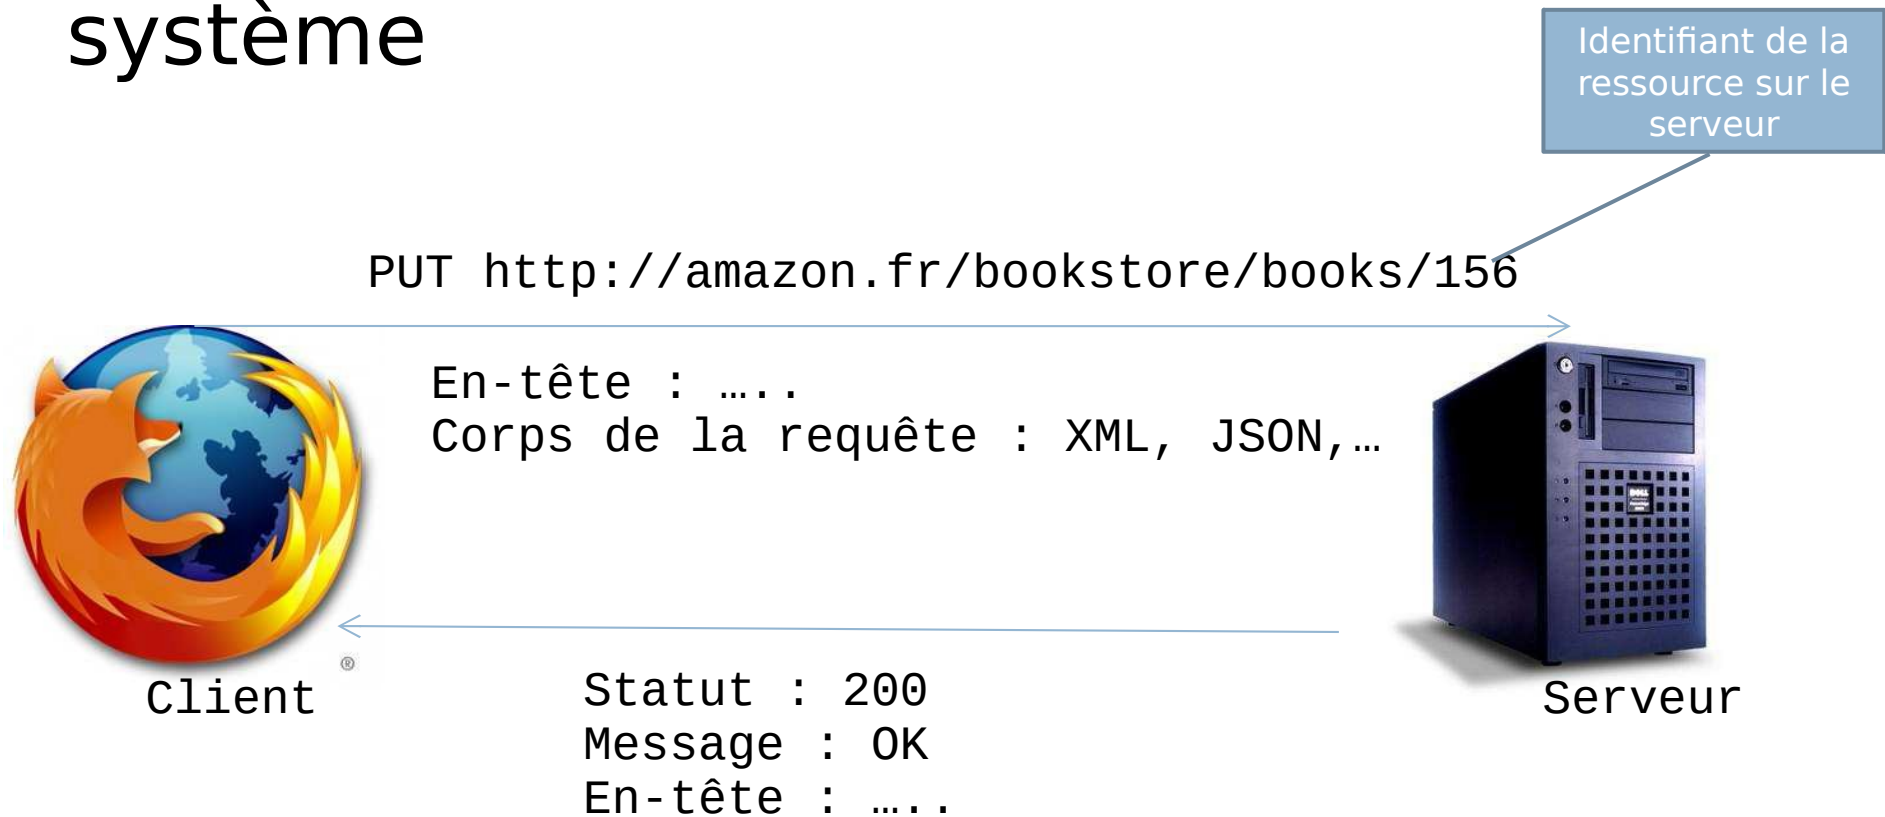 système
Identifiant de la
ressource sur le
serveur
PUT http://amazon.fr/bookstore/books/156
En-tête : …..
Corps de la requête : XML, JSON,…
DELL
®
Client
Serveur
Statut : 200
Message : OK
En-tête : …..